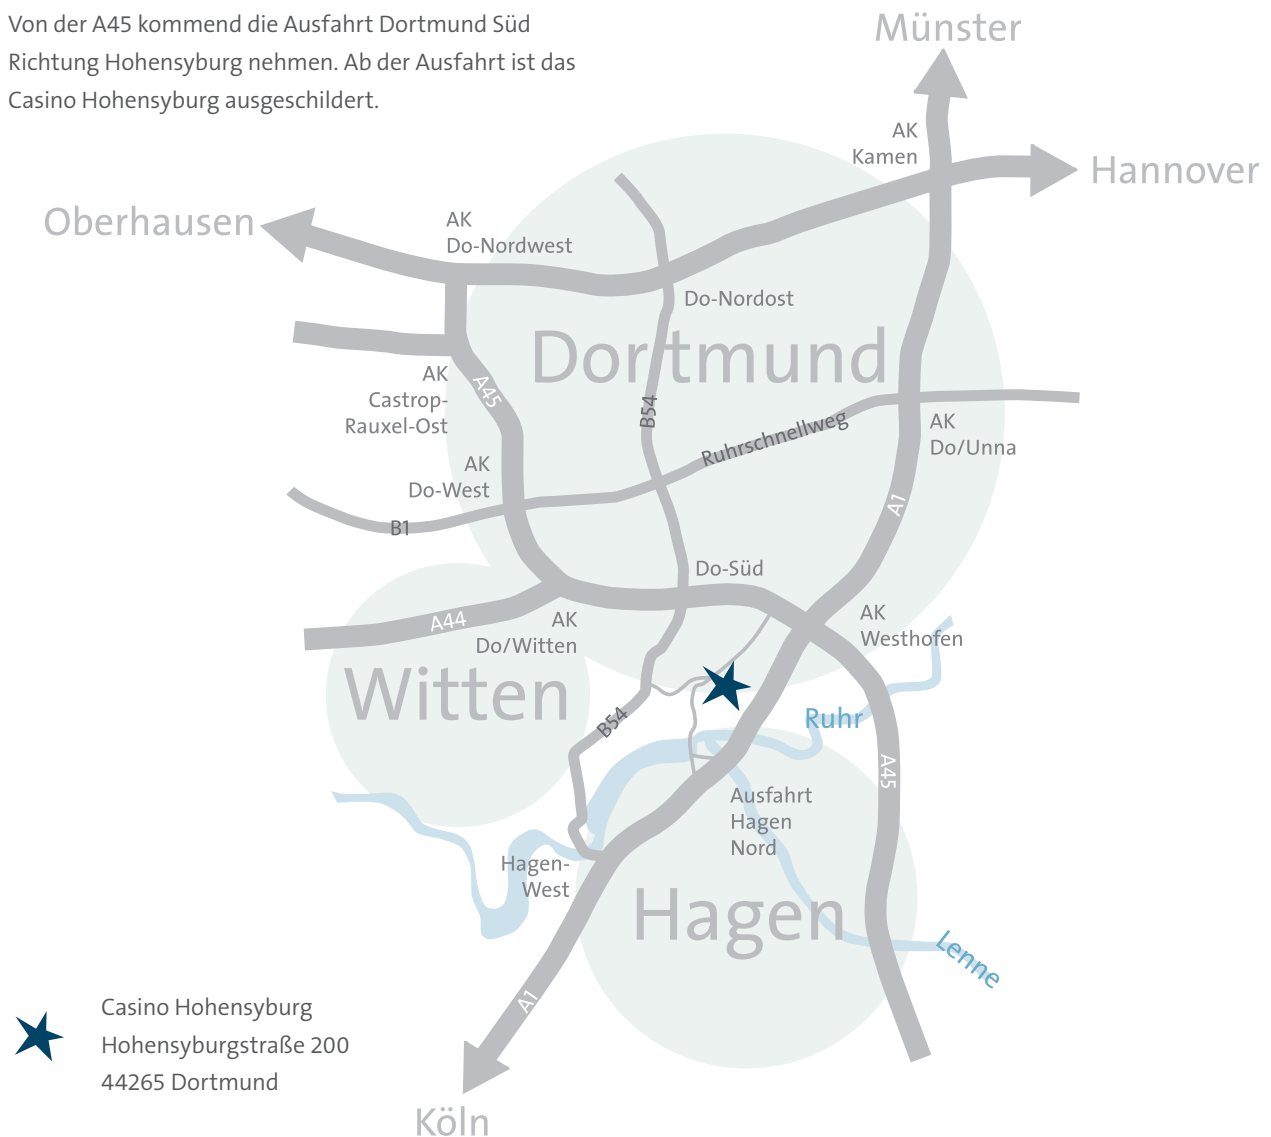 Von der A45 kommend die Ausfahrt Dortmund Süd
Richtung Hohensyburg nehmen. Ab der Ausfahrt ist das
Casino Hohensyburg ausgeschildert.
Münster
AK
Kamen
Hannover
Oberhausen
AK
Do-Nordwest
Do-Nordost
Dortmund
AK
Castrop-
Rauxel-Ost
A45
B54
Ruhrschnellweg
AK
Do/Unna
AK
Do-West
A1
B1
Do-Süd
A44
AK
Do/Witten
AK
Westhofen
Witten
B54
Ruhr
A45
Ausfahrt
Hagen
Nord
Hagen-
West
Hagen
Lenne
A1
Casino Hohensyburg
Hohensyburgstraße 200
44265 Dortmund
Köln